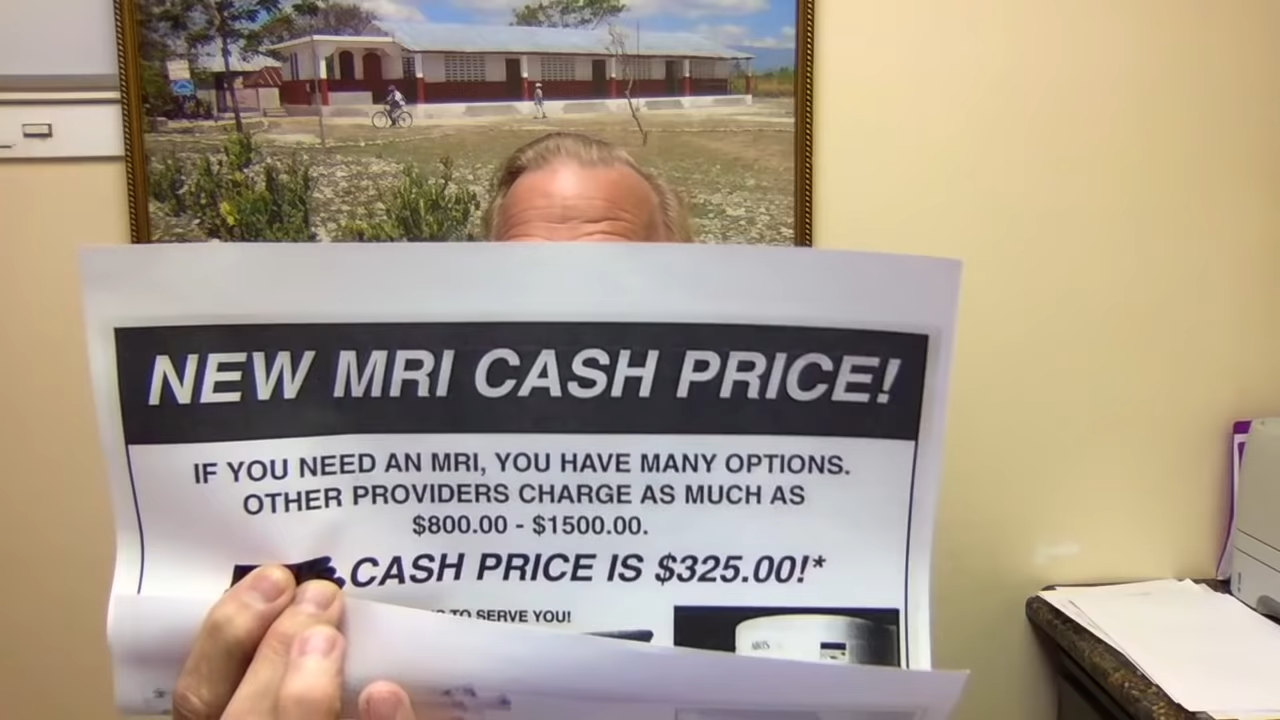 NEW MRI CASH PRICE!
IF YOU NEED AN MRI, YOU HAVE MANY OPTIONS.
OTHER PROVIDERS CHARGE AS MUCH AS
$800.00 - $1500.00.
CASH PRICE IS $325.00!*
TO SERVE YOU!